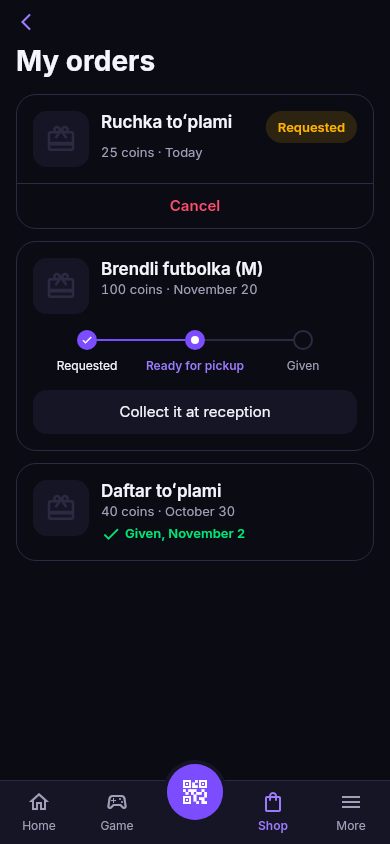 My orders
Ruchka toʻplami
Requested
25 coins · Today
Cancel
Brendli futbolka (M)
100 coins · November 20
Requested
Ready for pickup
Given
Collect it at reception
Daftar toʻplami
40 coins · October 30
Given, November 2
Home
Game
Shop
More